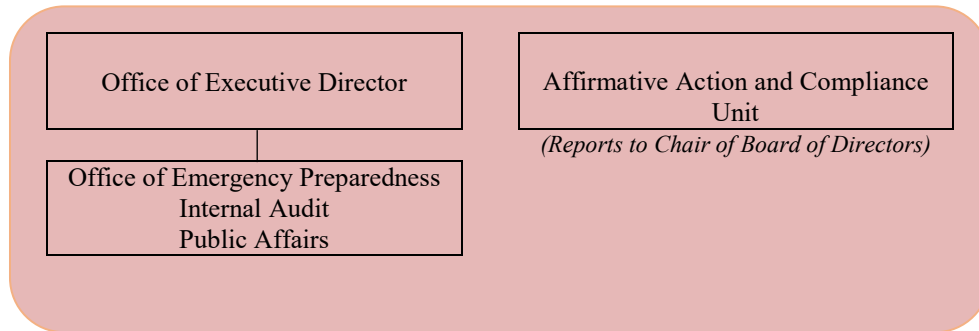 Office of Executive Director
Office of Emergency Preparedness
Internal Audit
Public Affairs
Affirmative Action and Compliance
Unit
(Reports to Chair of Board of Directors)